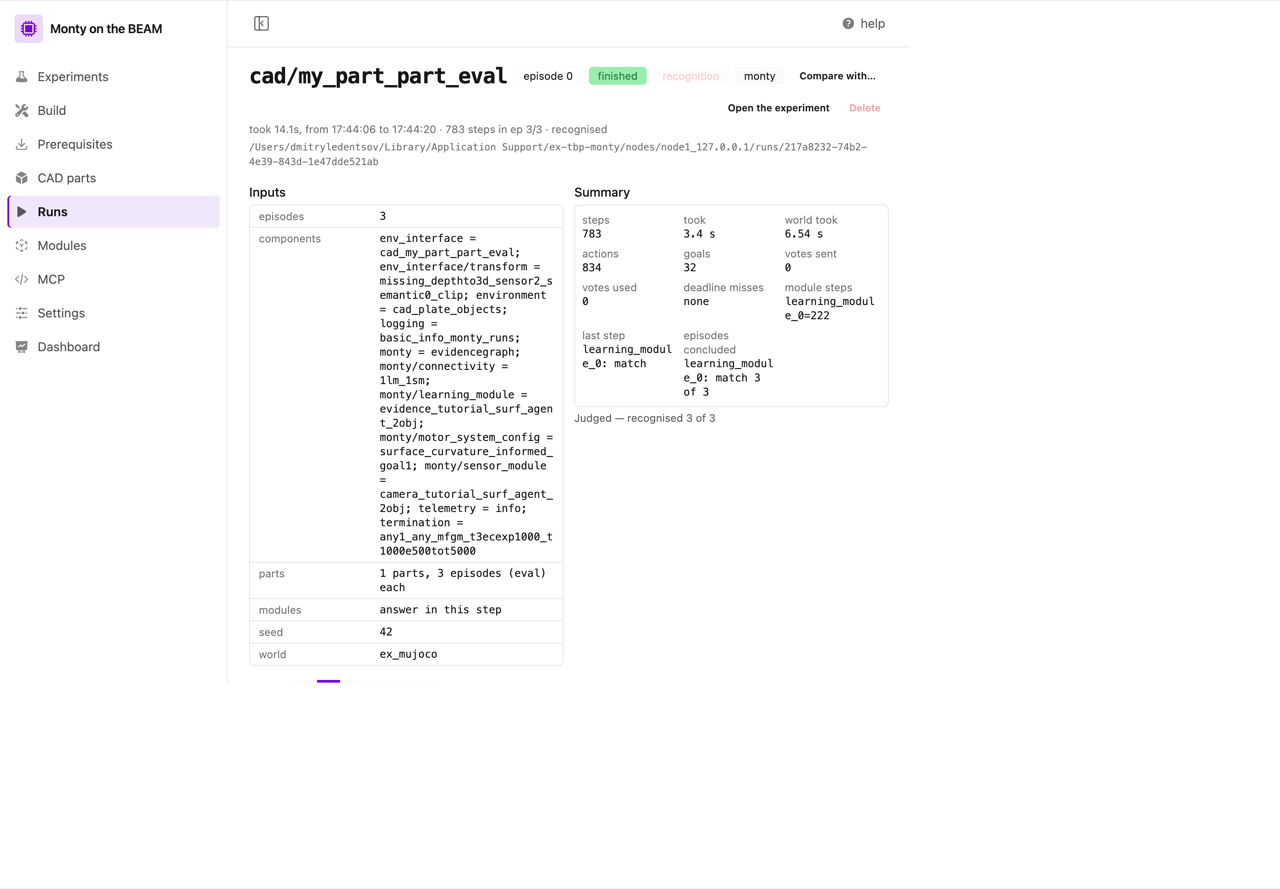 Monty on the BEAM
help
Experiments
Build
Prerequisites
CAD parts
Runs
Modules
MCP
Settings
Dashboard
cad/my_part_part_eval
episode 0
finished
recognition
monty
Compare with...
Open the experiment
Delete
took 14.1s, from 17:44:06 to 17:44:20 · 783 steps in ep 3/3 · recognised
/Users/dmitryledentsov/Library/Application Support/ex-tbp-monty/nodes/node1_127.0.0.1/runs/217a8232-74b2-
4e39-843d-1e47dde521ab
Inputs
episodes
3
components
env_interface =
cad_my_part_part_eval;
env_interface/transform =
missing_depthto3d_sensor2_s
emantic0_clip; environment
= cad_plate_objects;
logging =
basic_info_monty_runs;
monty = evidencegraph;
monty/connectivity =
1lm_1sm;
monty/learning_module =
evidence_tutorial_surf_agen
t_2obj;
monty/motor_system_config =
surface_curvature_informed_
goal1; monty/sensor_module
=
camera_tutorial_surf_agent_
2obj; telemetry = info;
termination =
any1_any_mfgm_t3ecexp1000_t
1000e500tot5000
parts
1 parts, 3 episodes (eval)
each
modules
answer in this step
seed
42
world
ex_mujoco
Summary
steps
783
took
3.4 s
world took
6.54 s
actions
834
goals
32
votes sent
0
votes used
0
deadline misses
none
module steps
learning_modul
e_0=222
last step
learning_modul
e_0: match
episodes
concluded
learning_modul
e_0: match 3
of 3
Judged — recognised 3 of 3